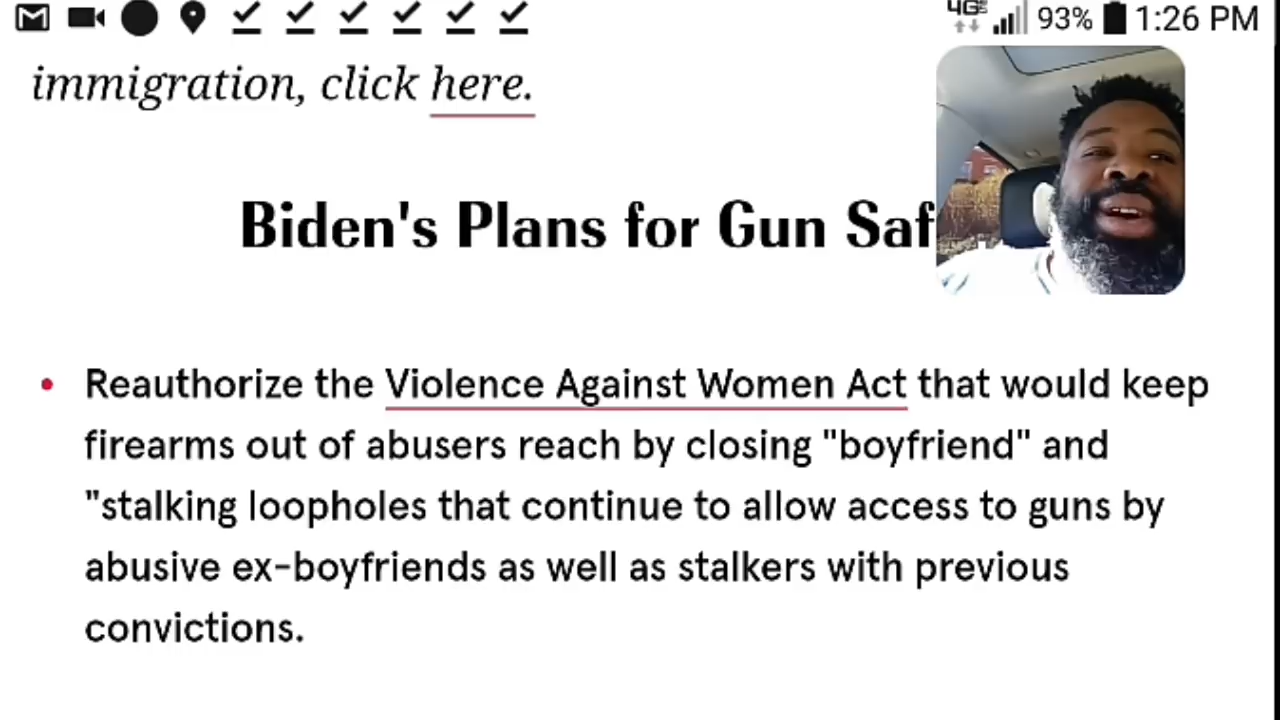 4G 93% 1:26 PM
immigration, click here.
Biden's Plans for Gun Saf
Reauthorize the Violence Against Women Act that would keep
firearms out of abusers reach by closing "boyfriend" and
"stalking loopholes that continue to allow access to guns by
abusive ex-boyfriends as well as stalkers with previous
convictions.